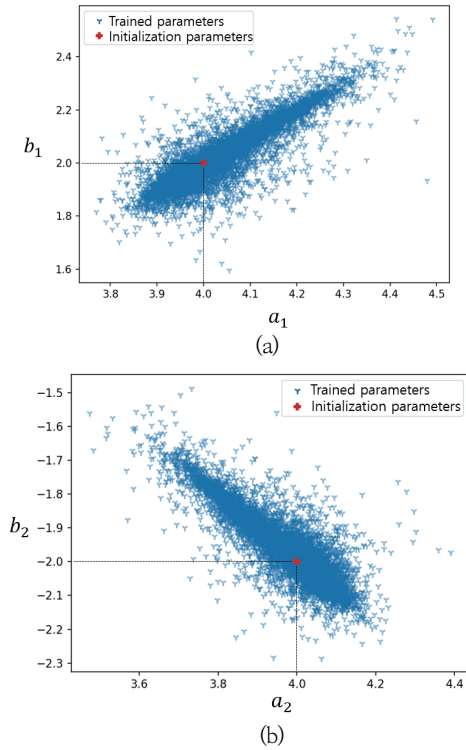 Trained parameters
Initialization parameters
2.4
2.2
b₁
2.0
1.8
1.6
3.8 3.9 4.0 4.1 4.2 4.3 4.4 4.5
a₁
(a)
Trained parameters
Initialization parameters
−1.5
−1.6
−1.7
−1.8
−1.9
b₂
−2.0
−2.1
−2.2
−2.3
3.6 3.8 4.0 4.2 4.4
a₂
(b)